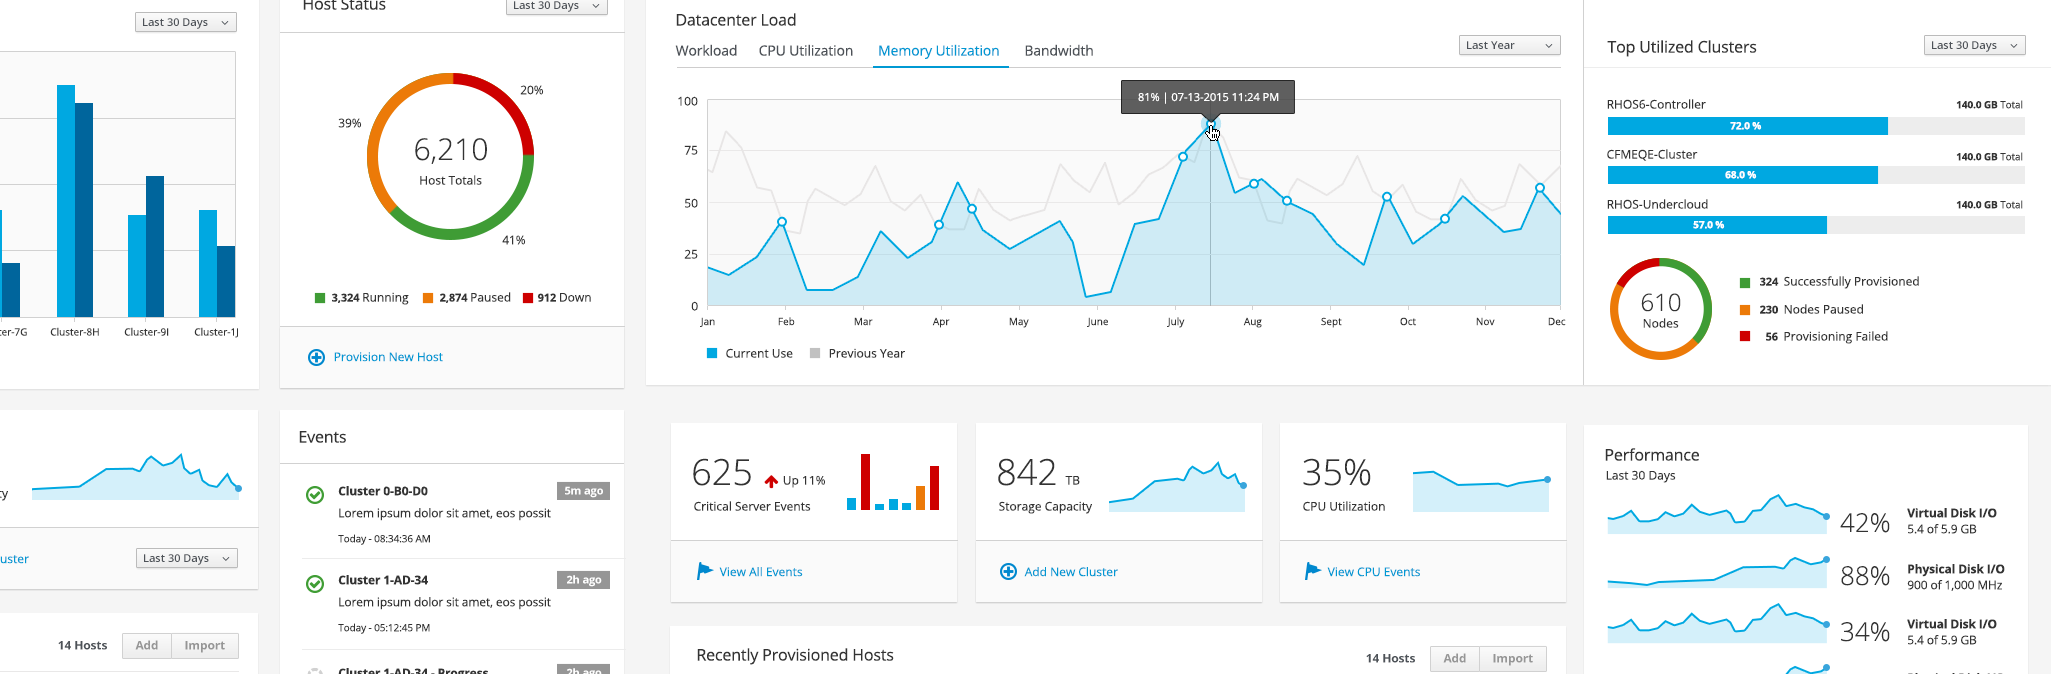 Last 30 Days
er-7G Cluster-8H Cluster-9I Cluster-1J
Host Status
Last 30 Days
20%
39%
6,210
Host Totals
41%
3,324 Running 2,874 Paused 912 Down
Provision New Host
Datacenter Load
Workload CPU Utilization Memory Utilization Bandwidth
Last Year
81% | 07-13-2015 11:24 PM
100
75
50
25
0
Jan Feb Mar Apr May June July Aug Sept Oct Nov Dec
Current Use Previous Year
Top Utilized Clusters
Last 30 Days
RHOS6-Controller 140.0 GB Total
72.0 %
CFMEQE-Cluster 140.0 GB Total
68.0 %
RHOS-Undercloud 140.0 GB Total
57.0 %
610
Nodes
324 Successfully Provisioned
230 Nodes Paused
56 Provisioning Failed
y
uster
Last 30 Days
14 Hosts Add Import
Events
Cluster 0-B0-D0 5m ago
Lorem ipsum dolor sit amet, eos possit
Today - 08:34:36 AM
Cluster 1-AD-34 2h ago
Lorem ipsum dolor sit amet, eos possit
Today - 05:12:45 PM
Cluster 1-AD-34 - Progress 2h ago
625 Up 11%
Critical Server Events
View All Events
842 TB
Storage Capacity
Add New Cluster
35%
CPU Utilization
View CPU Events
Recently Provisioned Hosts
14 Hosts Add Import
Performance
Last 30 Days
42% Virtual Disk I/O
5.4 of 5.9 GB
88% Physical Disk I/O
900 of 1,000 MHz
34% Virtual Disk I/O
5.4 of 5.9 GB